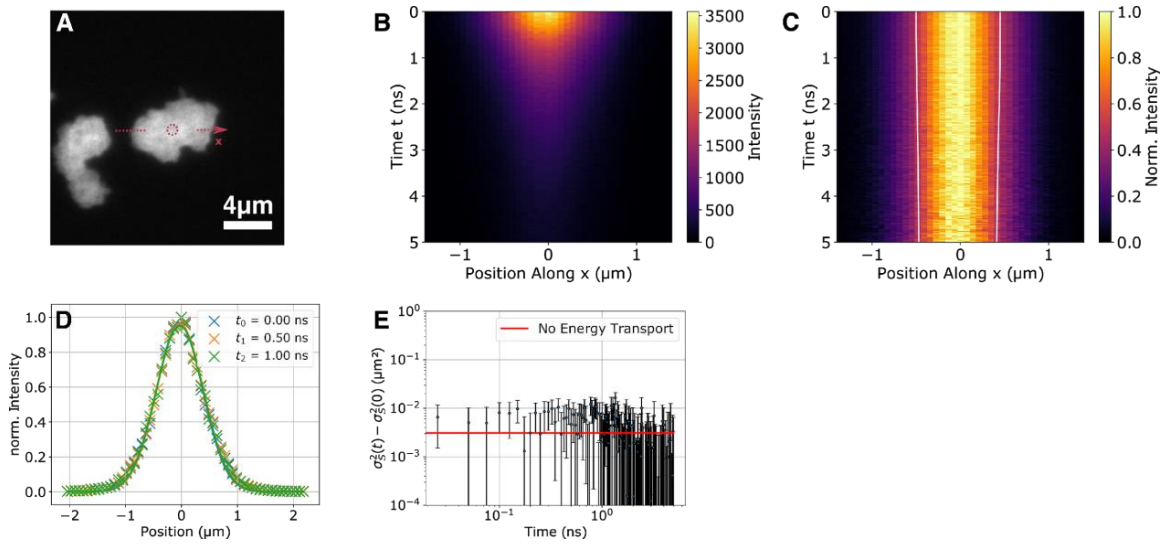 A
x
4μm
B
0
1
2
3
4
5
Time t (ns)
−1
0
1
Position Along x (μm)
3500
3000
2500
2000
1500
1000
500
0
Intensity
C
0
1
2
3
4
5
Time t (ns)
−1
0
1
Position Along x (μm)
1.0
0.8
0.6
0.4
0.2
0.0
Norm. Intensity
D
1.0
0.8
0.6
0.4
0.2
0.0
norm. Intensity
t₀ = 0.00 ns
t₁ = 0.50 ns
t₂ = 1.00 ns
−2
−1
0
1
2
Position (μm)
E
No Energy Transport
10⁰
10⁻¹
10⁻²
10⁻³
10⁻⁴
σ²ₛ(t) − σ²ₛ(0) (μm²)
10⁻¹
10⁰
Time (ns)